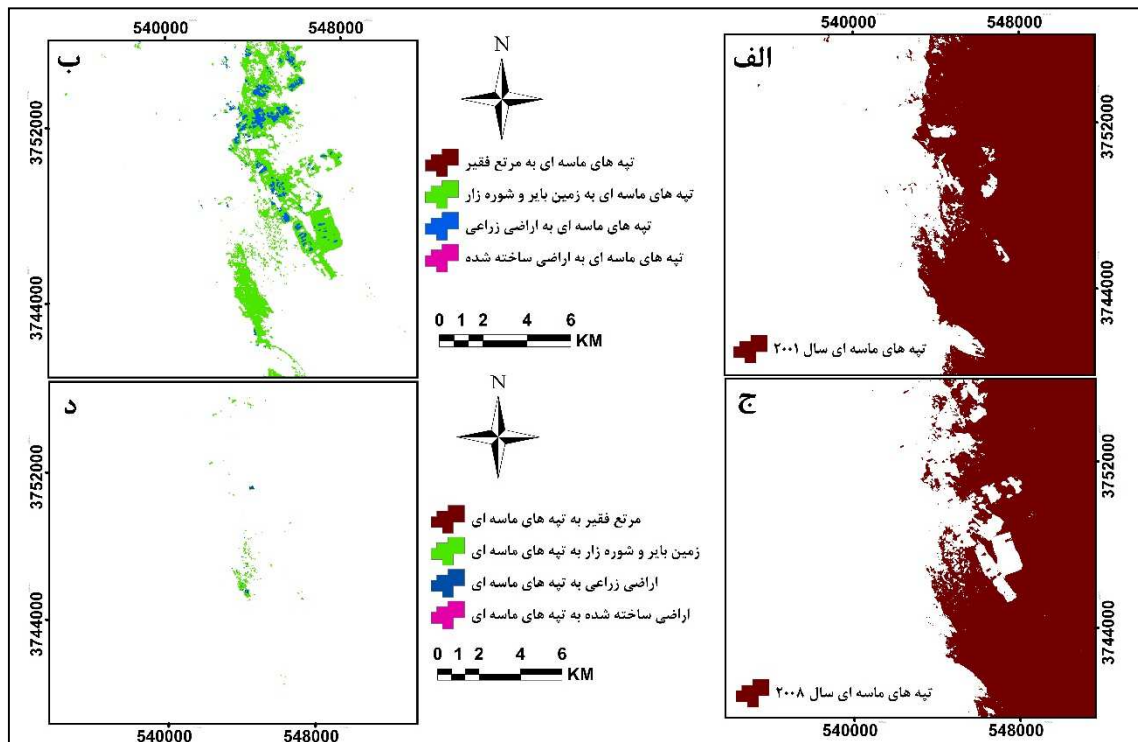 540000 548000
الف
3752000
3744000
تپه های ماسه ای سال ۲۰۰۱
540000 548000
ب
3752000
3744000
N
تپه های ماسه ای به مرتع فقیر
تپه های ماسه ای به زمین بایر و شوره زار
تپه های ماسه ای به اراضی زراعی
تپه های ماسه ای به اراضی ساخته شده
0 1 2 4 6
KM
ج
3752000
3744000
تپه های ماسه ای سال ۲۰۰۸
540000 548000
د
3752000
3744000
540000 548000
N
مرتع فقیر به تپه های ماسه ای
زمین بایر و شوره زار به تپه های ماسه ای
اراضی زراعی به تپه های ماسه ای
اراضی ساخته شده به تپه های ماسه ای
0 1 2 4 6
KM